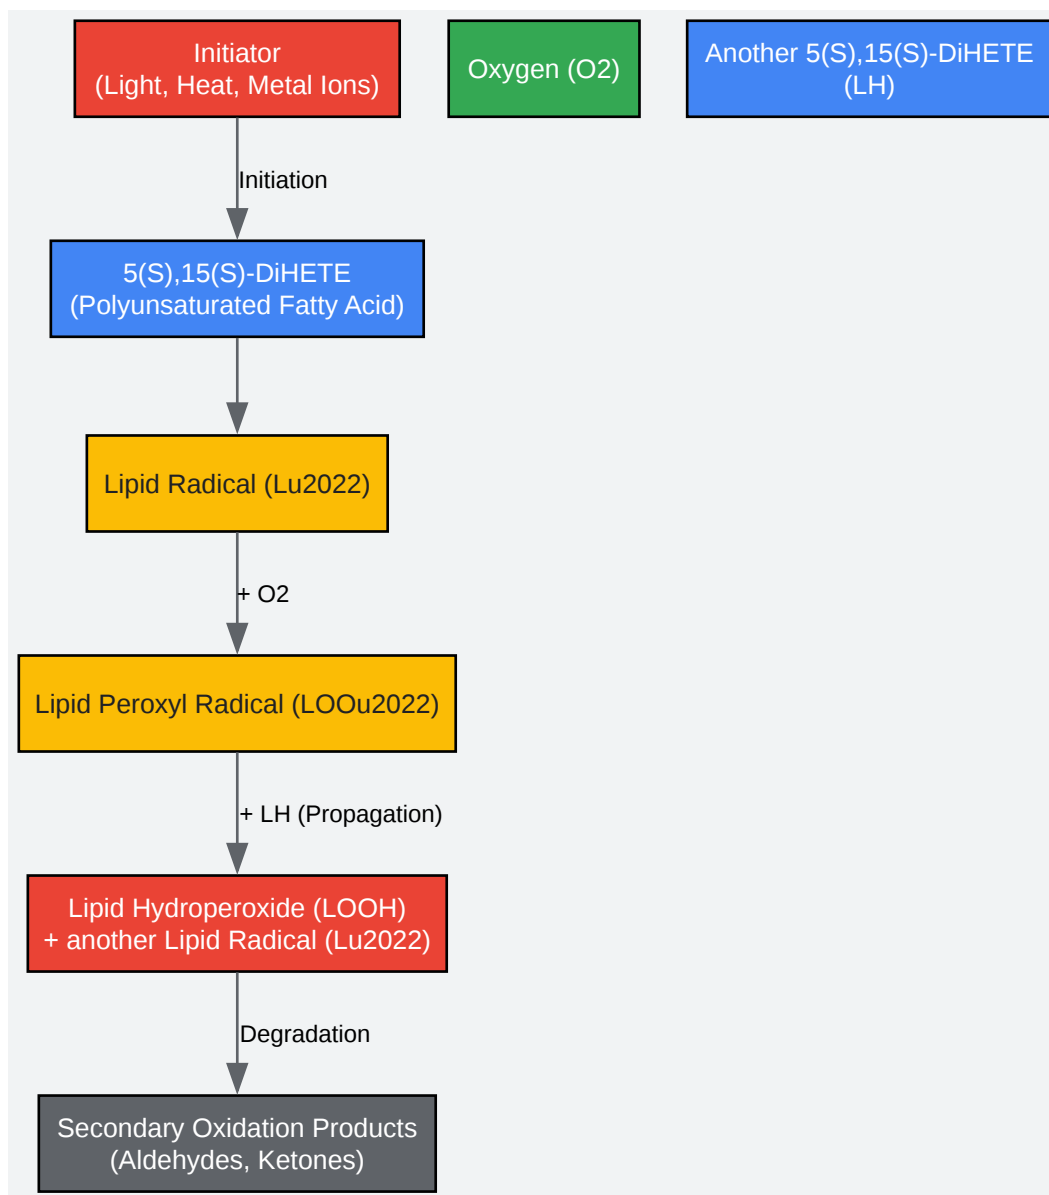 Initiator
(Light, Heat, Metal Ions)
Oxygen (O2)
Another 5(S),15(S)-DiHETE
(LH)
Initiation
5(S),15(S)-DiHETE
(Polyunsaturated Fatty Acid)
Lipid Radical (Lu2022)
+ O2
Lipid Peroxyl Radical (LOOu2022)
+ LH (Propagation)
Lipid Hydroperoxide (LOOH)
+ another Lipid Radical (Lu2022)
Degradation
Secondary Oxidation Products
(Aldehydes, Ketones)